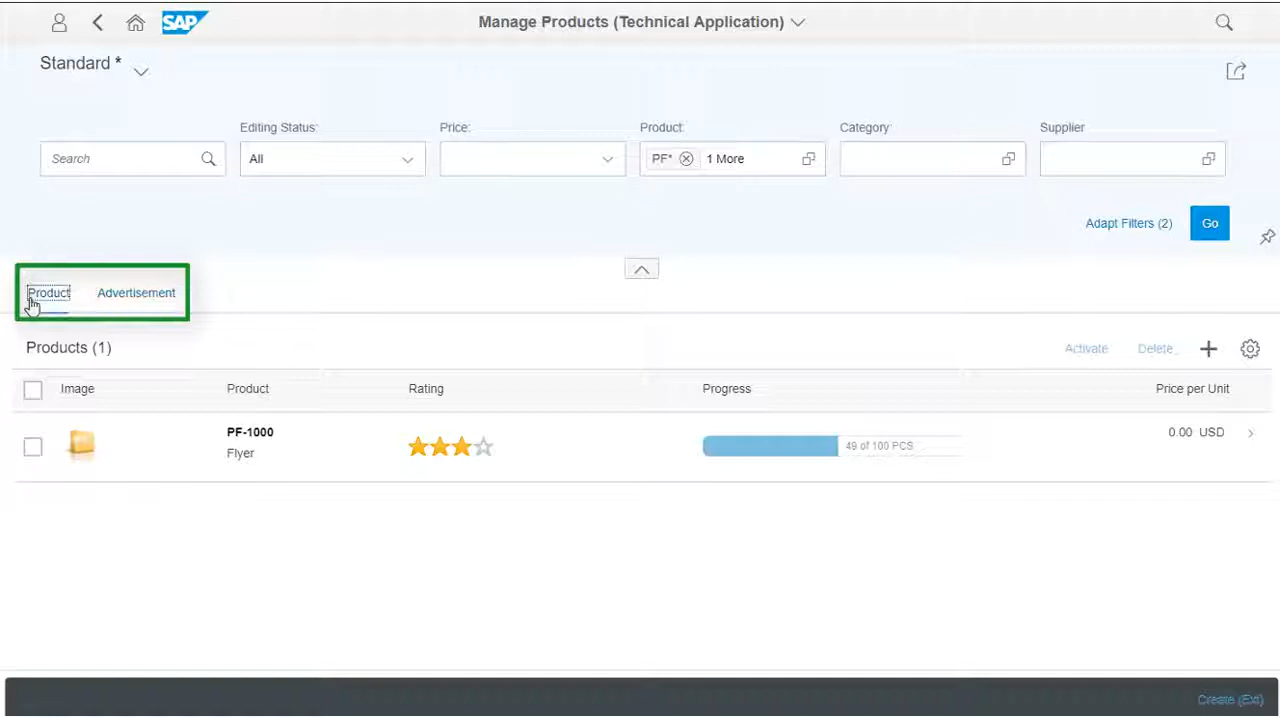 SAP
Manage Products (Technical Application)
Standard *
Editing Status:
Price:
Product:
Category:
Supplier
Search
All
PF*
1 More
Adapt Filters (2)
Go
Product
Advertisement
Products (1)
Activate
Delete
Image
Product
Rating
Progress
Price per Unit
PF-1000
Flyer
49 of 100 PCS
0.00 USD
Create (Ext)